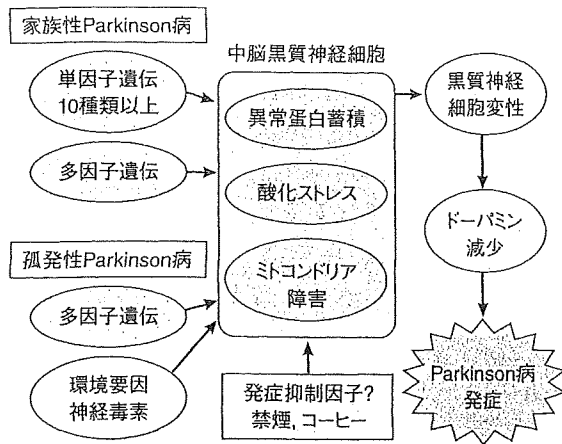 家族性Parkinson病
単因子遺伝
10種類以上
多因子遺伝
孤発性Parkinson病
多因子遺伝
環境要因
神経毒素
中脳黒質神経細胞
異常蛋白蓄積
酸化ストレス
ミトコンドリア
障害
発症抑制因子?
禁煙,コーヒー
黒質神経
細胞変性
ドーパミン
減少
Parkinson病
発症